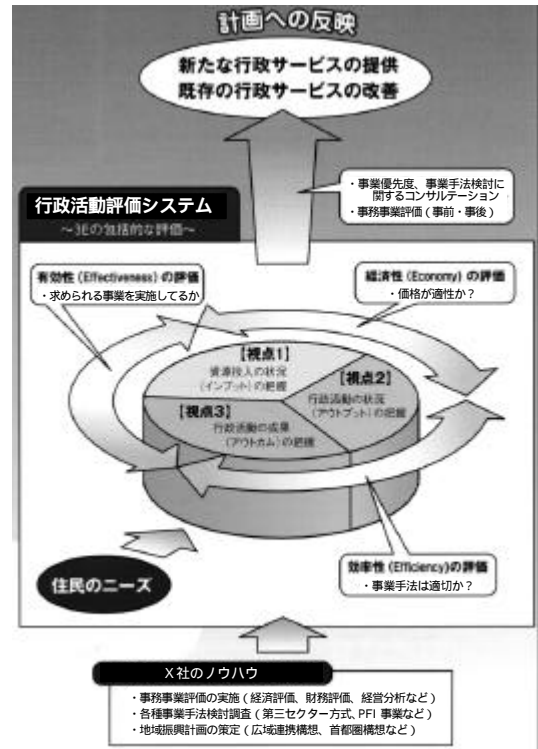 計画への反映
新たな行政サービスの提供
既存の行政サービスの改善
・事業優先度、事業手法検討に
関するコンサルテーション
・事務事業評価（事前・事後）
行政活動評価システム
～3Eの包括的な評価～
有効性（Effectiveness）の評価
・求められる事業を実施してるか
経済性（Economy）の評価
・価格が適性か？
【視点1】
資源投入の状況
（インプット）の把握
【視点2】
行政活動の状況
（アウトプット）の把握
【視点3】
行政活動の成果
（アウトカム）の把握
効率性（Efficiency）の評価
・事業手法は適切か？
住民のニーズ
X社のノウハウ
・事務事業評価の実施（経済評価、財務評価、経営分析など）
・各種事業手法検討調査（第三セクター方式、PFI 事業など）
・地域振興計画の策定（広域連携構想、首都圏構想など）